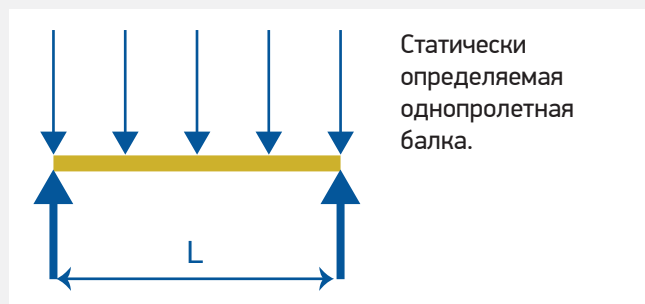 Статически
определяемая
однопролетная
балка.
L